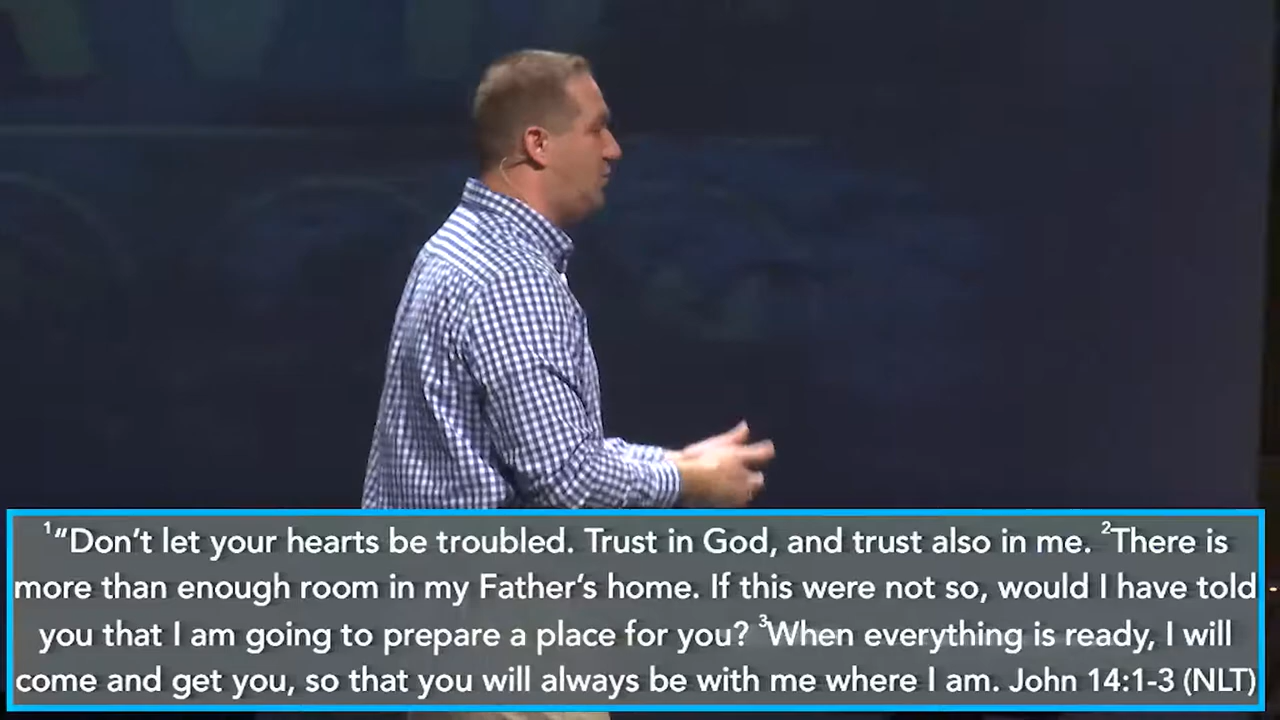 ¹“Don’t let your hearts be troubled. Trust in God, and trust also in me. ²There is
more than enough room in my Father’s home. If this were not so, would I have told
you that I am going to prepare a place for you? ³When everything is ready, I will
come and get you, so that you will always be with me where I am. John 14:1-3 (NLT)